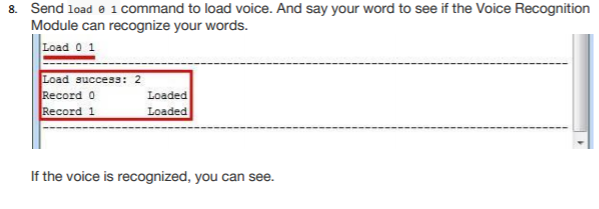 8. Send load 0 1 command to load voice. And say your word to see if the Voice Recognition
Module can recognize your words.
Load 0 1
--------------------------------------------------------------------------------
Load success: 2
Record 0 Loaded
Record 1 Loaded
--------------------------------------------------------------------------------
If the voice is recognized, you can see.